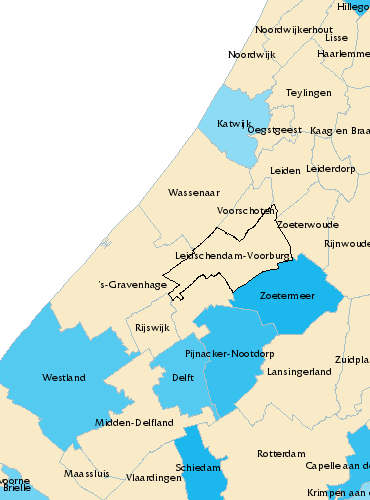 Hillego
Noordwijkerhout
Lisse
Noordwijk
Haarlemme
Teylingen
Katwijk
Oegstgeest
Kaag en Braa
Leiden
Leiderdorp
Wassenaar
Voorschoten
Zoeterwoude
Rijnwoude
Leidschendam-Voorburg
's-Gravenhage
Zoetermeer
Rijswijk
Pijnacker-Nootdorp
Zuidpla
Westland
Delft
Lansingerland
Midden-Delfland
Rotterdam
Maassluis
Schiedam
Capelle aan de
Vlaardingen
voorne
Brielle
Krimpen aan d